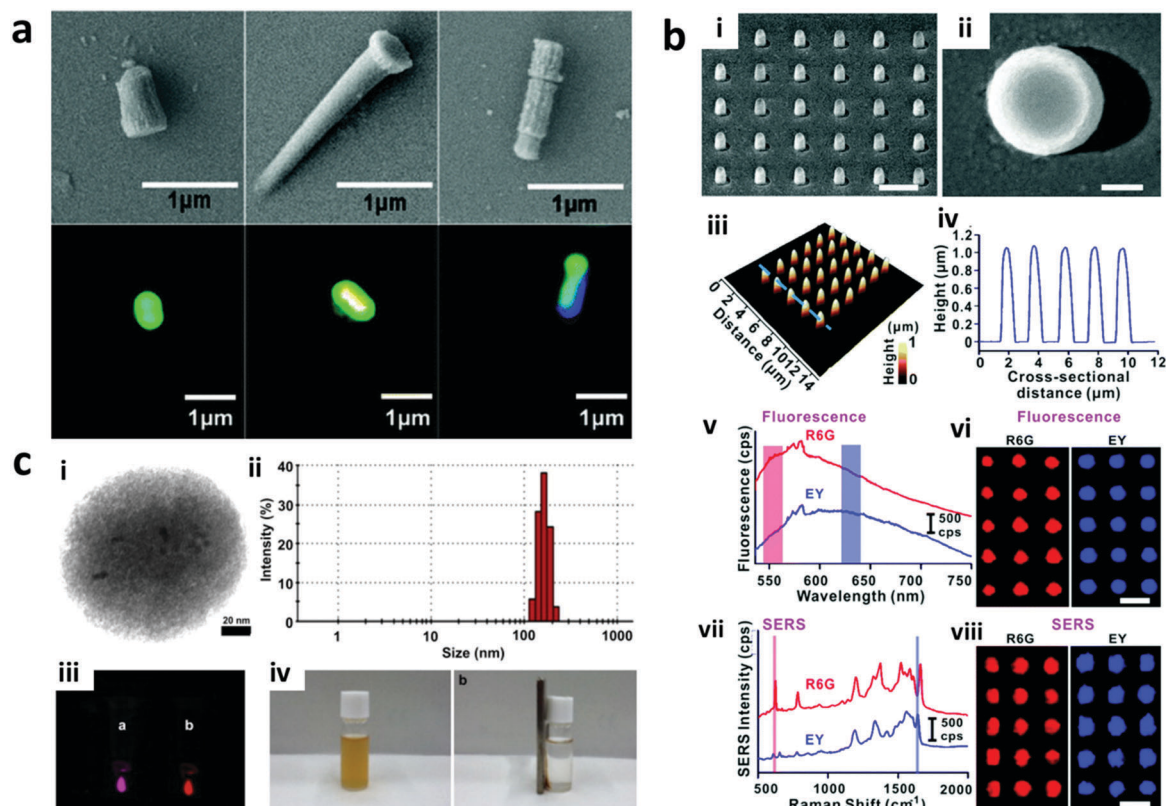 a
1µm
1µm
1µm
1µm
1µm
1µm
b
i
ii
iii
0
2
4
6
8
10
12
14
Distance (µm)
Height
(µm)
1
0
iv
Height (µm)
1.2
1.0
0.8
0.6
0.4
0.2
0
0 2 4 6 8 10 12
Cross-sectional
distance (µm)
c
i
20 nm
ii
Intensity (%)
40
30
20
10
0
1 10 100 1000
Size (nm)
iii
a
b
iv
b
v
Fluorescence
R6G
EY
500
cps
Fluorescence (cps)
550 600 650 700 750
Wavelength (nm)
vi
Fluorescence
R6G EY
vii
SERS
R6G
EY
500
cps
SERS Intensity (cps)
500 1000 1500 2000
Raman Shift (cm-1)
viii
SERS
R6G EY